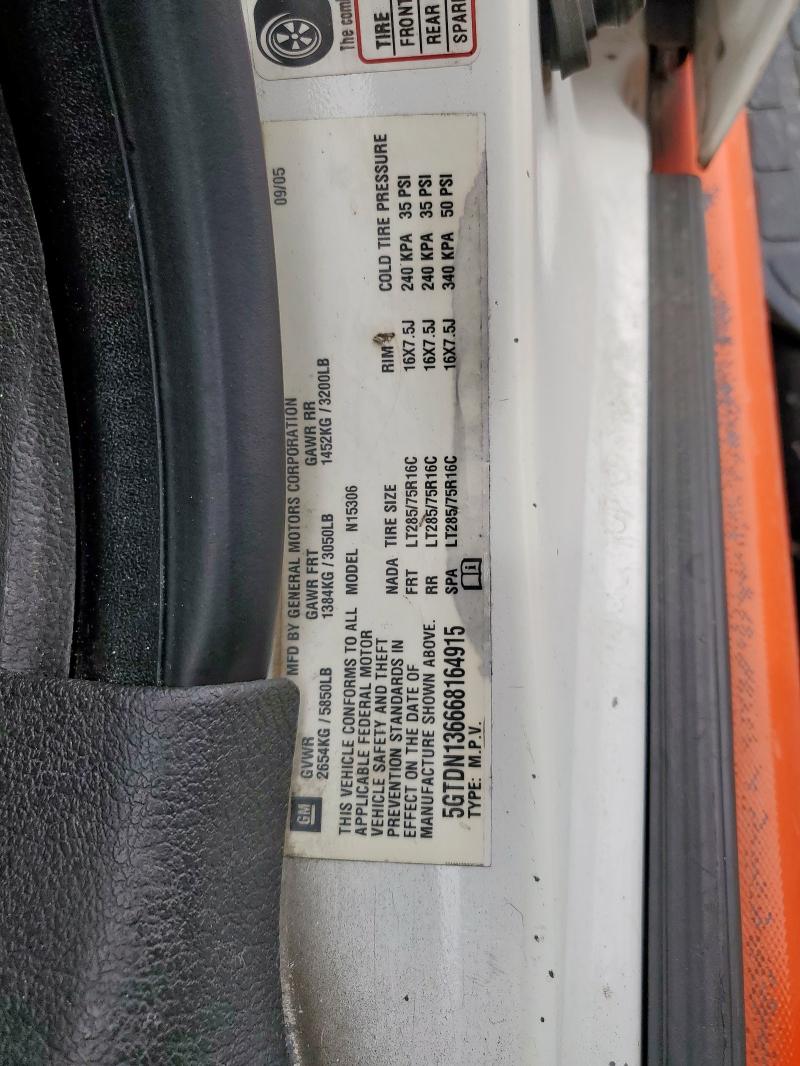 The
TIRE
FRONT
REAR
09/05
MFD BY GENERAL MOTORS CORPORATION
GM
GVWR GAWR FRT GAWR RR
2654KG / 5850LB 1384KG / 3050LB 1452KG / 3200LB
THIS VEHICLE CONFORMS TO ALL
APPLICABLE FEDERAL MOTOR
VEHICLE SAFETY AND THEFT
PREVENTION STANDARDS IN
EFFECT ON THE DATE OF
MANUFACTURE SHOWN ABOVE.
MODEL N15306
NADA TIRE SIZE RIM COLD TIRE PRESSURE
FRT LT285/75R16C 16X7.5J 240 KPA 35 PSI
RR LT285/75R16C 16X7.5J 240 KPA 35 PSI
SPA LT285/75R16C 16X7.5J 340 KPA 50 PSI
5GTDN136668164915
TYPE: M.P.V.